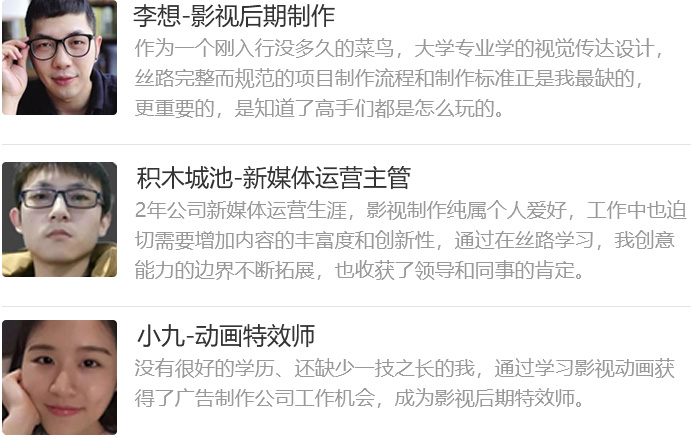 李想-影视后期制作
作为一个刚入行没多久的菜鸟，大学专业学的视觉传达设计，
丝路完整而规范的项目制作流程和制作标准正是我最缺的，
更重要的，是知道了高手们都是怎么玩的。
积木城池-新媒体运营主管
2年公司新媒体运营生涯，影视制作纯属个人爱好，工作中也迫
切需要增加内容的丰富度和创新性，通过在丝路学习，我创意
能力的边界不断拓展，也收获了领导和同事的肯定。
小九-动画特效师
没有很好的学历、还缺少一技之长的我，通过学习影视动画获
得了广告制作公司工作机会，成为影视后期特效师。